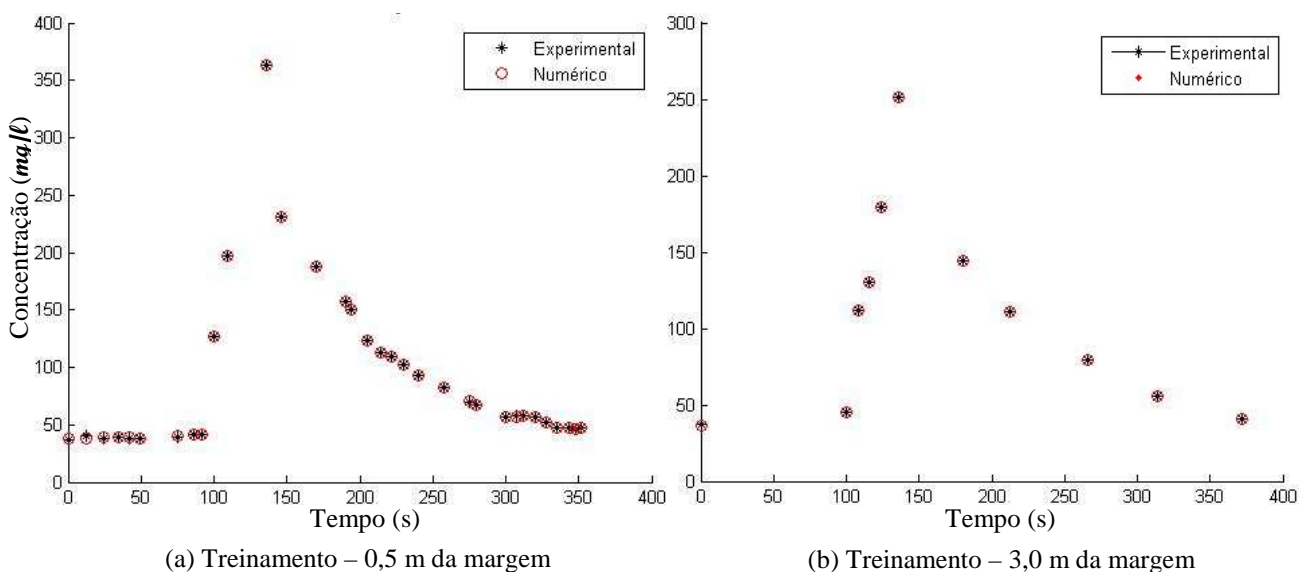 400
350
300
250
200
150
100
50
0
0 50 100 150 200 250 300 350 400
Concentração (mg/ℓ)
Tempo (s)
Experimental
Numérico
(a) Treinamento – 0,5 m da margem
300
250
200
150
100
50
0
0 50 100 150 200 250 300 350 400
Tempo (s)
Experimental
Numérico
(b) Treinamento – 3,0 m da margem